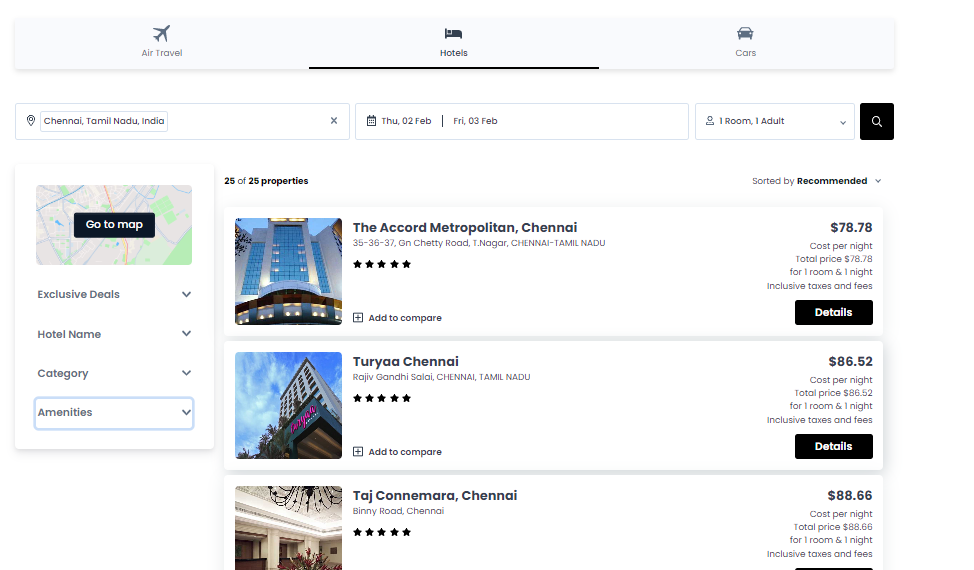 Air Travel
Hotels
Cars
Chennai, Tamil Nadu, India
Thu, 02 Feb
Fri, 03 Feb
1 Room, 1 Adult
Go to map
Exclusive Deals
Hotel Name
Category
Amenities
25 of 25 properties
Sorted by Recommended
The Accord Metropolitan, Chennai
35-36-37, Gn Chetty Road, T.Nagar, CHENNAI-TAMIL NADU
Add to compare
$78.78
Cost per night
Total price $78.78
for 1 room & 1 night
Inclusive taxes and fees
Details
Turyaa Chennai
Rajiv Gandhi Salai, CHENNAI, TAMIL NADU
Add to compare
$86.52
Cost per night
Total price $86.52
for 1 room & 1 night
Inclusive taxes and fees
Details
Taj Connemara, Chennai
Binny Road, Chennai
$88.66
Cost per night
Total price $88.66
for 1 room & 1 night
Inclusive taxes and fees